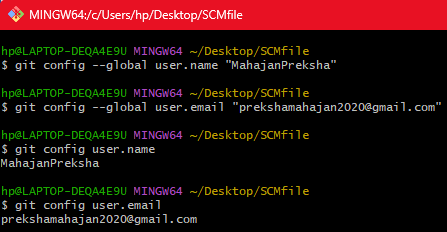 MINGW64:/c/Users/hp/Desktop/SCMfile
hp@LAPTOP-DEQA4E9U MINGW64 ~/Desktop/SCMfile
$ git config --global user.name "MahajanPreksha"
hp@LAPTOP-DEQA4E9U MINGW64 ~/Desktop/SCMfile
$ git config --global user.email "prekshamahajan2020@gmail.com"
hp@LAPTOP-DEQA4E9U MINGW64 ~/Desktop/SCMfile
$ git config user.name
MahajanPreksha
hp@LAPTOP-DEQA4E9U MINGW64 ~/Desktop/SCMfile
$ git config user.email
prekshamahajan2020@gmail.com